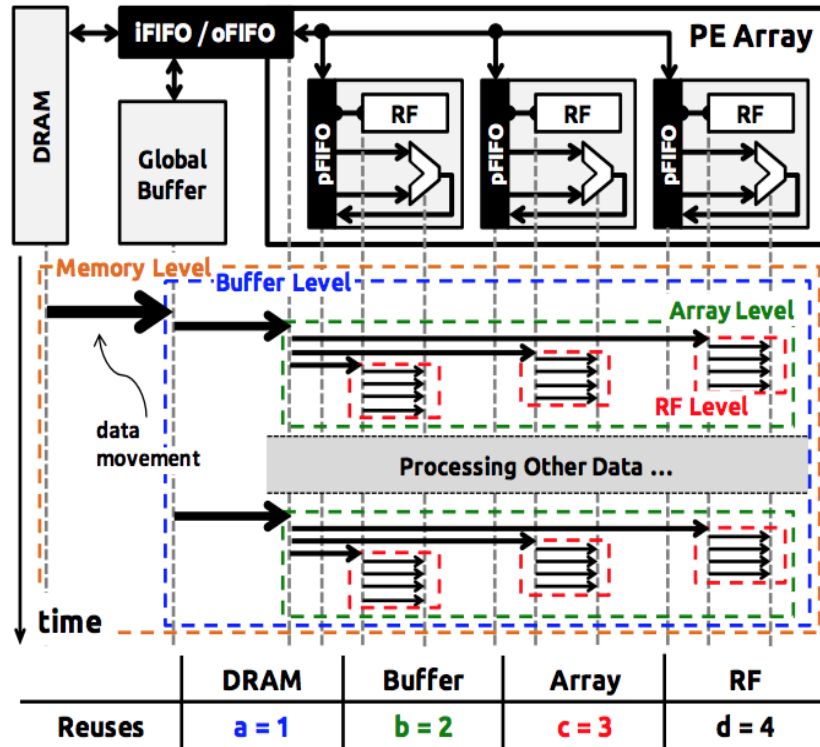 iFIFO / oFIFO
PE Array
DRAM
Global
Buffer
pFIFO
RF
pFIFO
RF
pFIFO
RF
Memory Level
Buffer Level
Array Level
RF Level
data
movement
Processing Other Data ...
time
DRAM Buffer Array RF
Reuses a = 1 b = 2 c = 3 d = 4